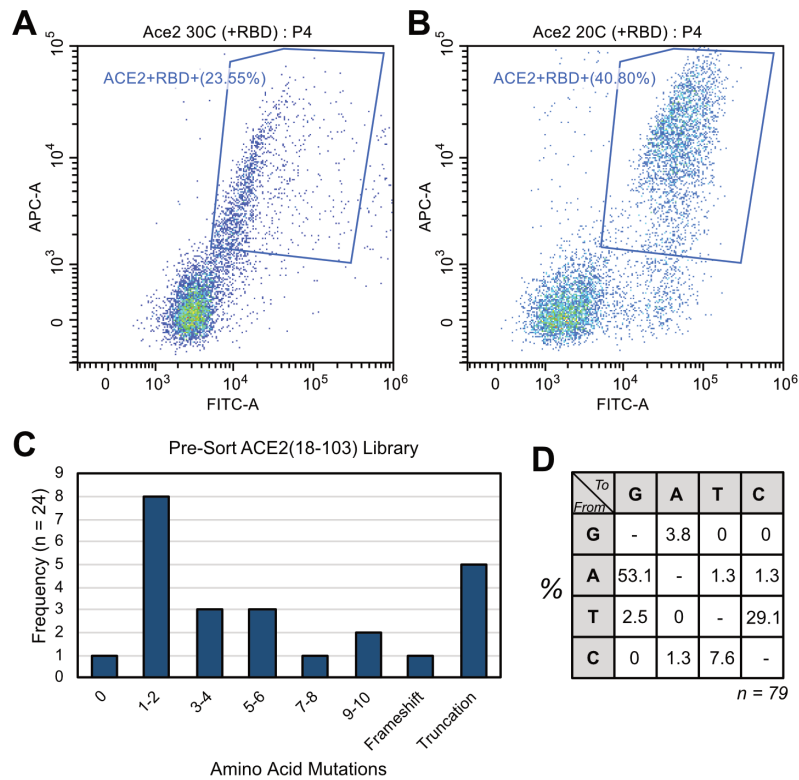 A
Ace2 30C (+RBD) : P4
ACE2+RBD+(23.55%)
APC-A
10^5
10^4
10^3
0
0 10^3 10^4 10^5 10^6
FITC-A
B
Ace2 20C (+RBD) : P4
ACE2+RBD+(40.80%)
APC-A
10^5
10^4
10^3
0
0 10^3 10^4 10^5 10^6
FITC-A
C
Pre-Sort ACE2(18-103) Library
Frequency (n = 24)
9
8
7
6
5
4
3
2
1
0
0 1-2 3-4 5-6 7-8 9-10 Frameshift Truncation
Amino Acid Mutations
D
%
To
From
G A T C
G - 3.8 0 0
A 53.1 - 1.3 1.3
T 2.5 0 - 29.1
C 0 1.3 7.6 -
n = 79